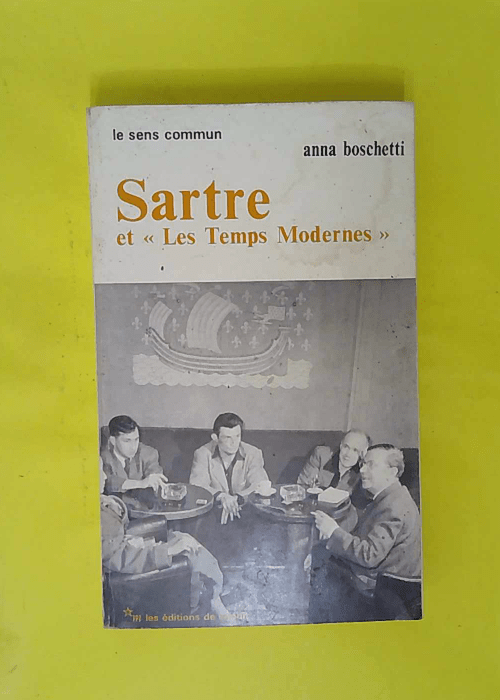 le sens commun
anna boschetti
Sartre
et « Les Temps Modernes »
les éditions de